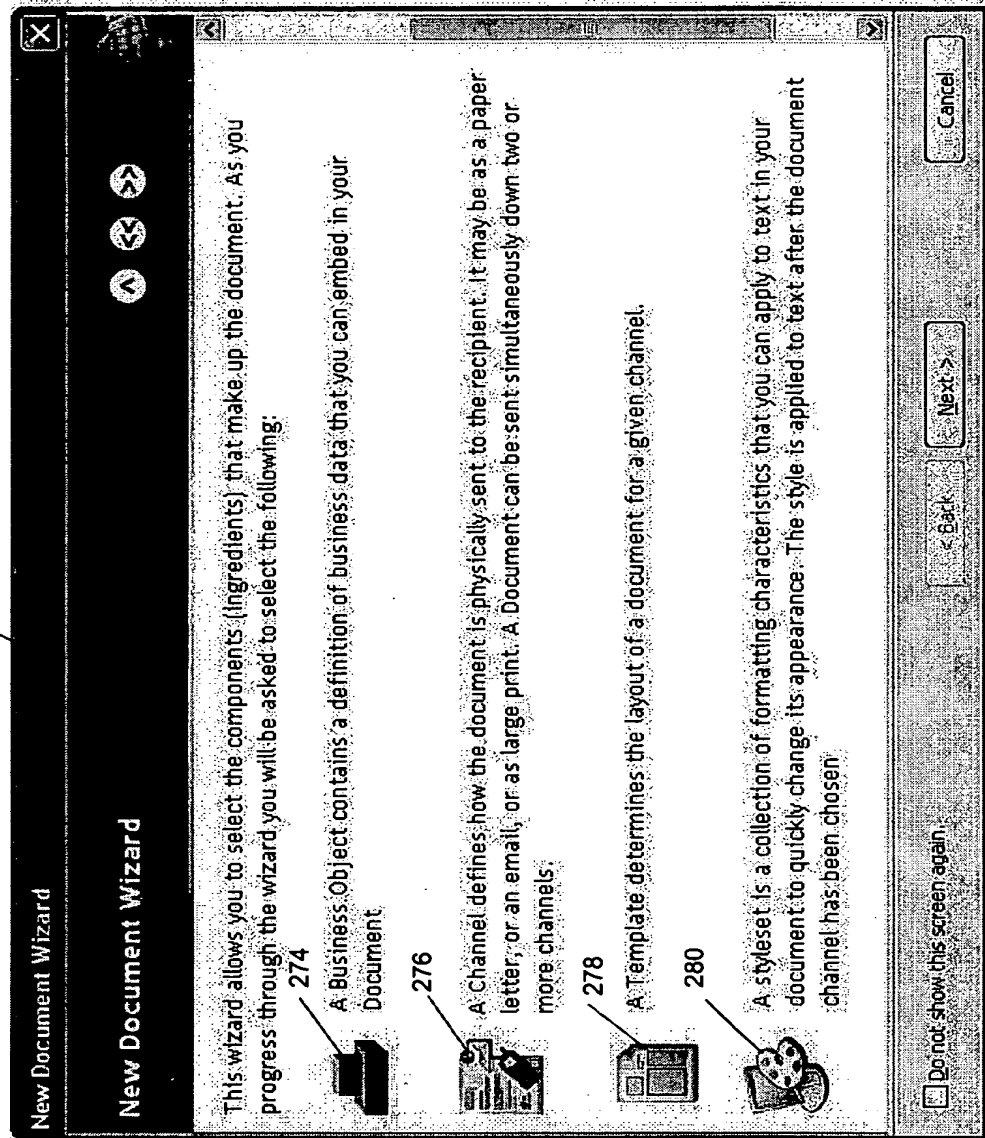 New Document Wizard
New Document Wizard
This wizard allows you to select the components (ingredients) that make up the document. As you
progress through the wizard you will be asked to select the following:
274
A Business Object contains a definition of business data that you can embed in your
Document
276
A Channel defines how the document is physically sent to the recipient. It may be as a paper
letter, or an email, or as large print. A Document can be sent simultaneously down two or
more channels.
278
A Template determines the layout of a document for a given channel.
280
A styleset is a collection of formatting characteristics that you can apply to text in your
document to quickly change its appearance. The style is applied to text after the document
channel has been chosen
Do not show this screen again.
< Back
Next >
Cancel